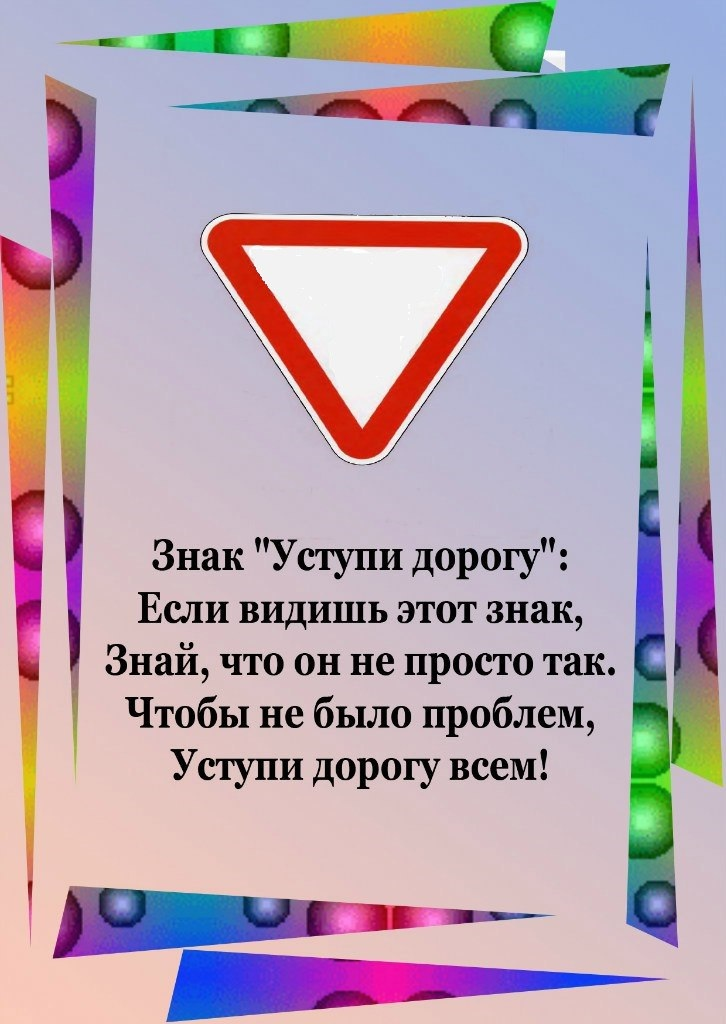 Знак "Уступи дорогу":
Если видишь этот знак,
Знай, что он не просто так.
Чтобы не было проблем,
Уступи дорогу всем!